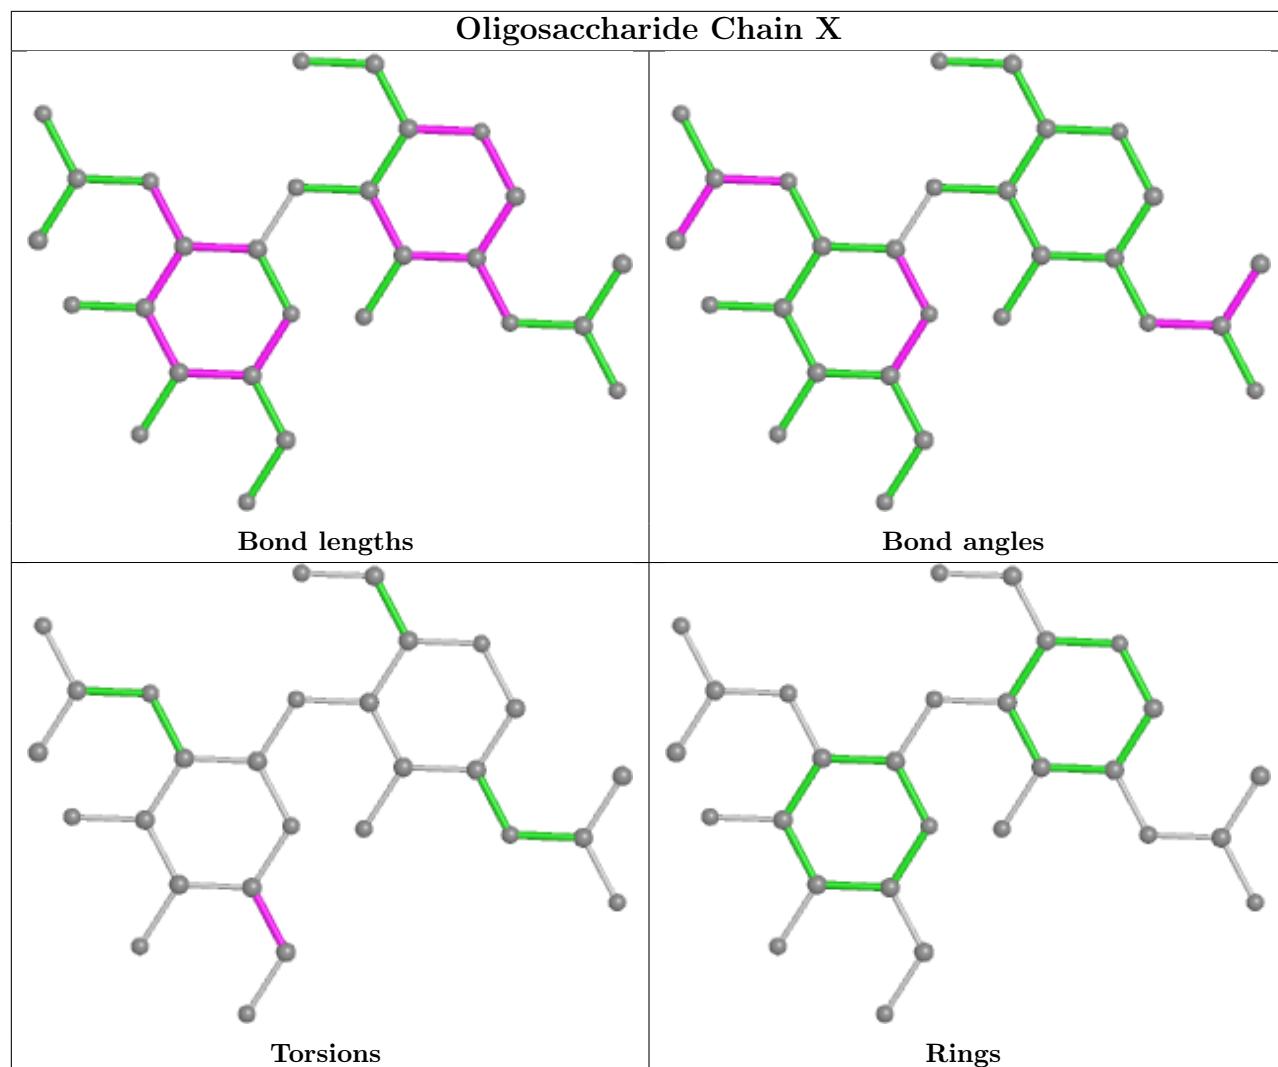 Oligosaccharide Chain X
Bond lengths
Bond angles
Torsions
Rings